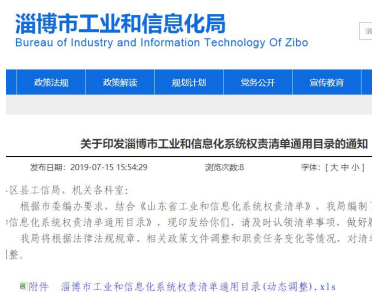 淄博市工业和信息化局
Bureau of Industry and Information Technology Of Zibo
政策法规 政策解读 规划计划 党务公开 宣传教育
关于印发淄博市工业和信息化系统权责清单通用目录的通知
发布日期：2019-07-15 15:54:29 浏览次数:8 字体：[ 大 中 小 ]
区县工信局，机关各科室：
根据市委编办要求，结合《山东省工业和信息化系统权责清单》，我局编制
信息化系统权责清单通用目录》，现印发给你们，请及时认领清单事项，做好
我局将根据法律法规规章、相关政策文件调整和职责任务变化等情况，对清
整。
附件 淄博市工业和信息化系统权责清单通用目录(动态调整).xls